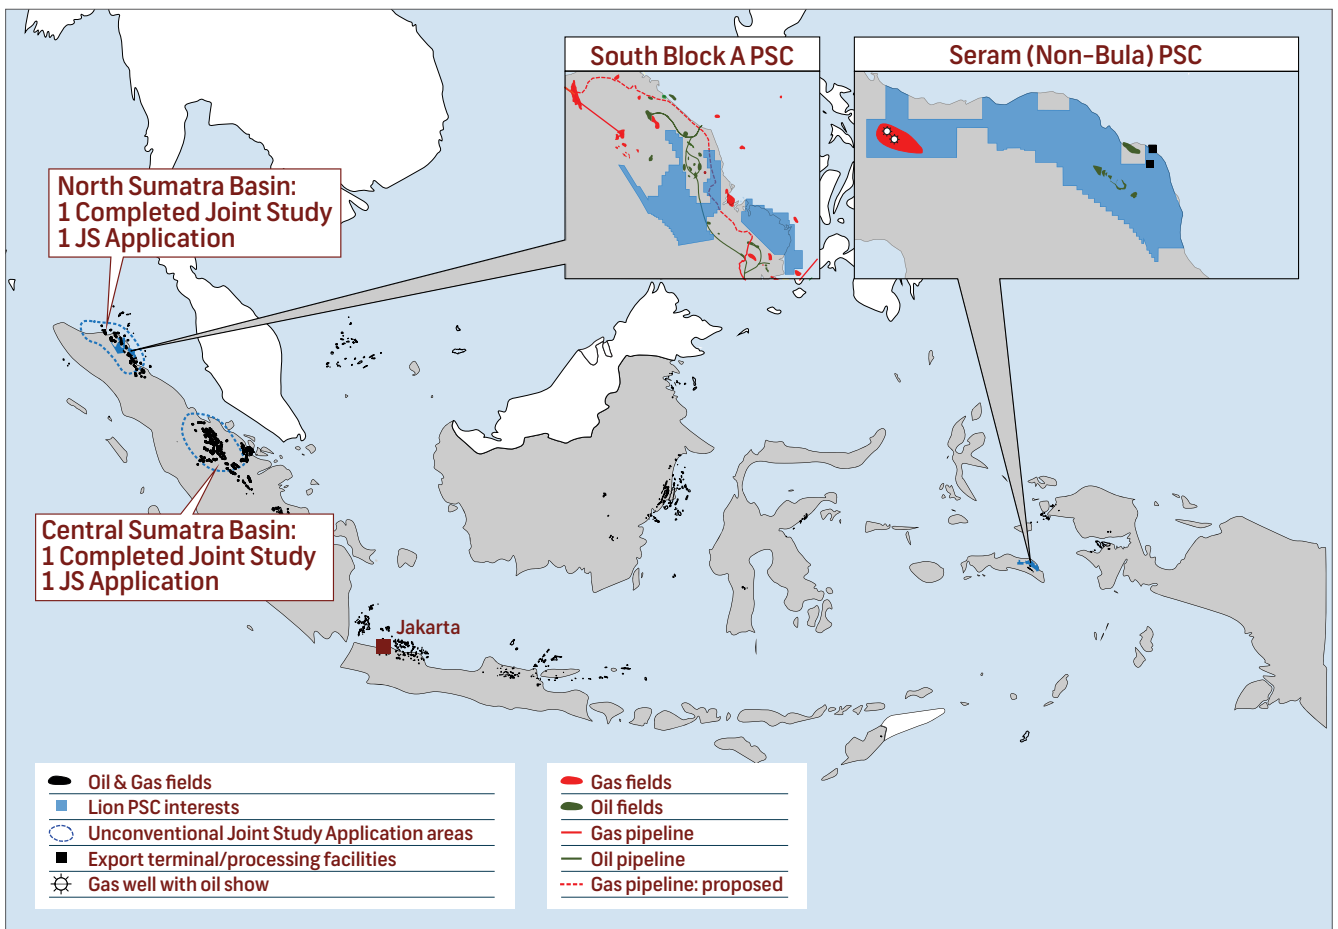 South Block A PSC
Seram (Non-Bula) PSC
North Sumatra Basin:
1 Completed Joint Study
1 JS Application
Central Sumatra Basin:
1 Completed Joint Study
1 JS Application
Jakarta
Oil & Gas fields
Lion PSC interests
Unconventional Joint Study Application areas
Export terminal/processing facilities
Gas well with oil show
Gas fields
Oil fields
Gas pipeline
Oil pipeline
Gas pipeline: proposed